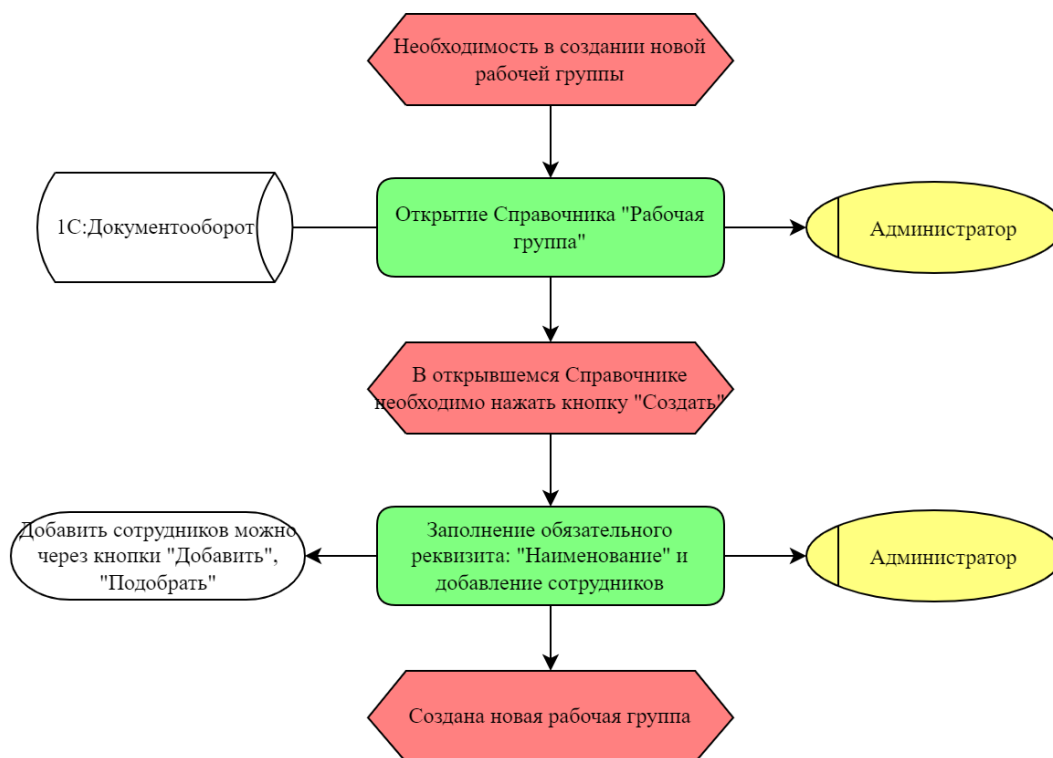 Необходимость в создании новой
рабочей группы
1С:Документооборот
Открытие Справочника "Рабочая
группа"
Администратор
В открывшемся Справочнике
необходимо нажать кнопку "Создать"
Добавить сотрудников можно
через кнопки "Добавить",
"Подобрать"
Заполнение обязательного
реквизита: "Наименование" и
добавление сотрудников
Администратор
Создана новая рабочая группа